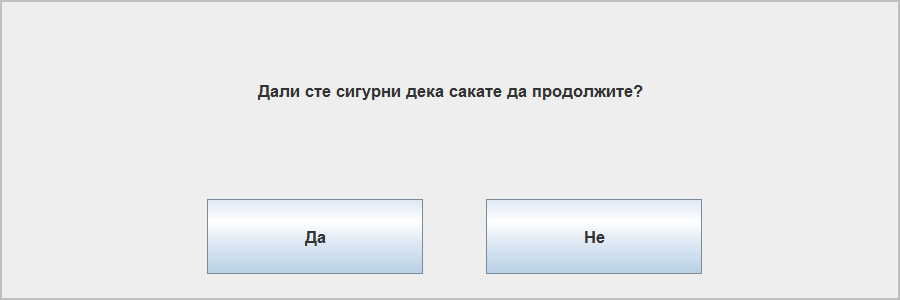 Дали сте сигурни дека сакате да продолжите?
Да
Не